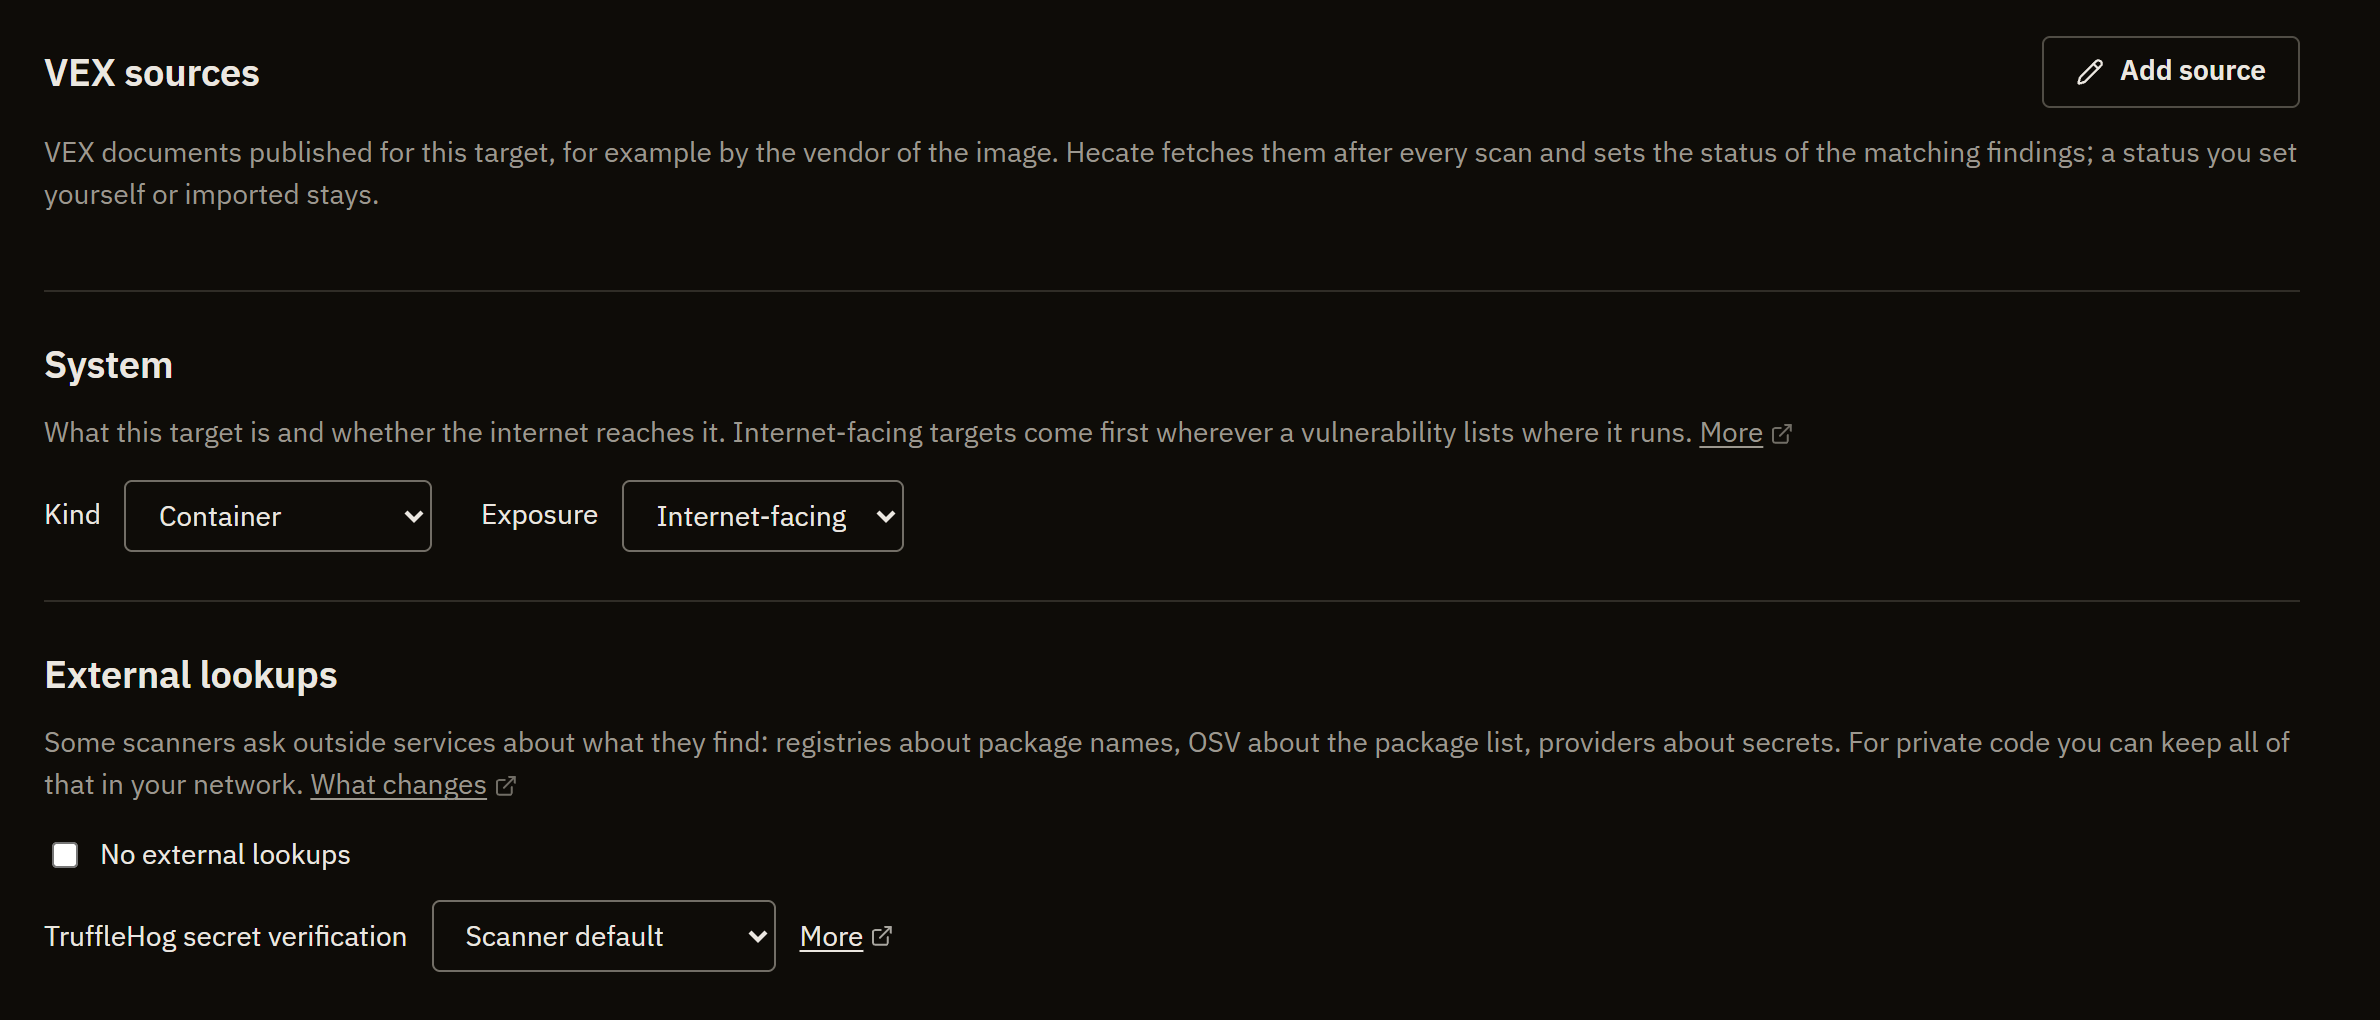 VEX sources
Add source
VEX documents published for this target, for example by the vendor of the image. Hecate fetches them after every scan and sets the status of the matching findings; a status you set
yourself or imported stays.
System
What this target is and whether the internet reaches it. Internet-facing targets come first wherever a vulnerability lists where it runs. More
Kind Container Exposure Internet-facing
External lookups
Some scanners ask outside services about what they find: registries about package names, OSV about the package list, providers about secrets. For private code you can keep all of
that in your network. What changes
No external lookups
TruffleHog secret verification Scanner default More